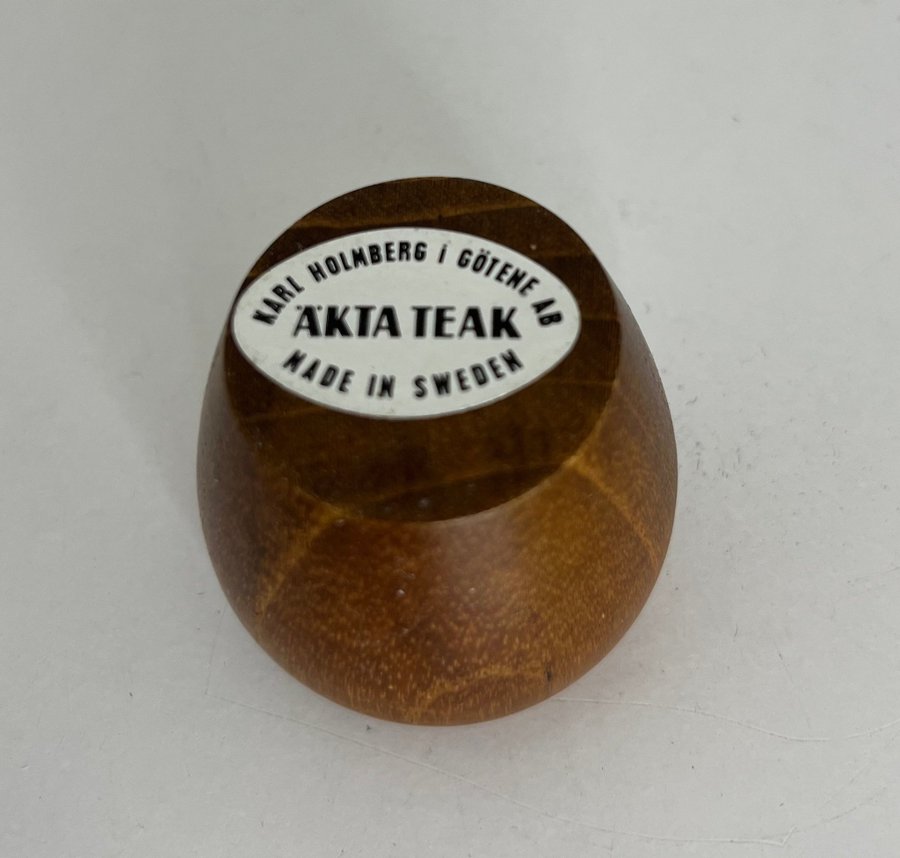 KARL HOLMBERG i GÖTENE AB
ÄKTA TEAK
MADE IN SWEDEN